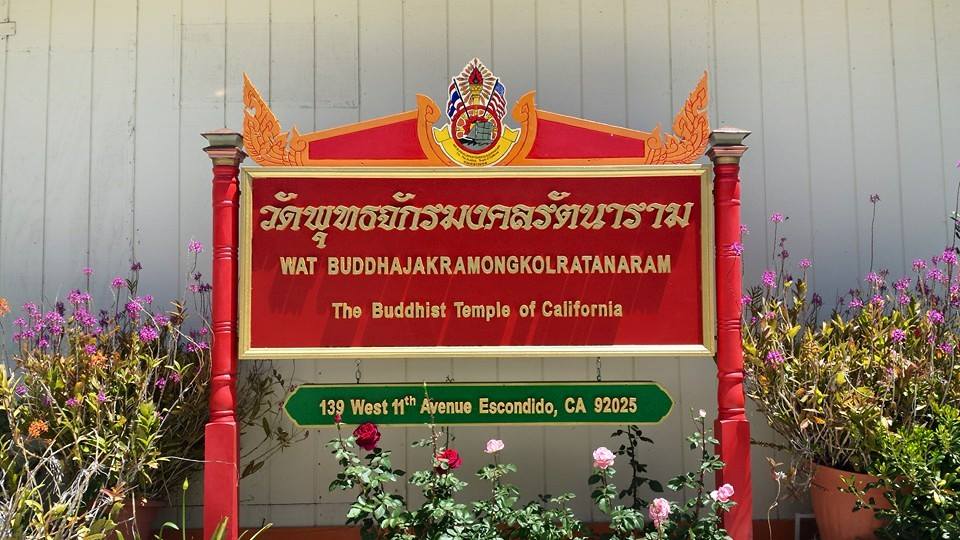 วัดพุทธจักรมงคลรัตนาราม
WAT BUDDHAJAKRAMONGKOLRATANARAM
The Buddhist Temple of California
139 West 11th Avenue Escondido, CA 92025